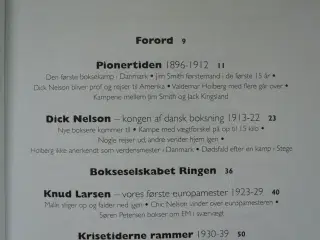 Forord 9
Pionertiden 1896-1912 11
Den første boksekamp i Danmark • Jim Smith førstemand i de første 15 år •
Dick Nelson bliver prof og rejser til Amerika • Valdemar Holberg med flere går over •
Kampene mellem Jim Smith og Jack Kingsland
Dick Nelson – kongen af dansk boksning 1913-22 23
Nye boksere kommer til • Kampe med vægtforskel på op til 15 kilo •
Nogle rejser ud andre vender hjem igen •
Holberg ikke anerkendt som verdensmester i Danmark • Dødsfald efter en kamp i Stege
Bokseselskabet Ringen 36
Knud Larsen – vores første europamester 1923-29 40
stiger op og falder ned igen • Chic Nelson vinder over europamesteren •
Søren Petersen bokser om EM i sværvægt
Krisetiderne rammer 1930-39 50